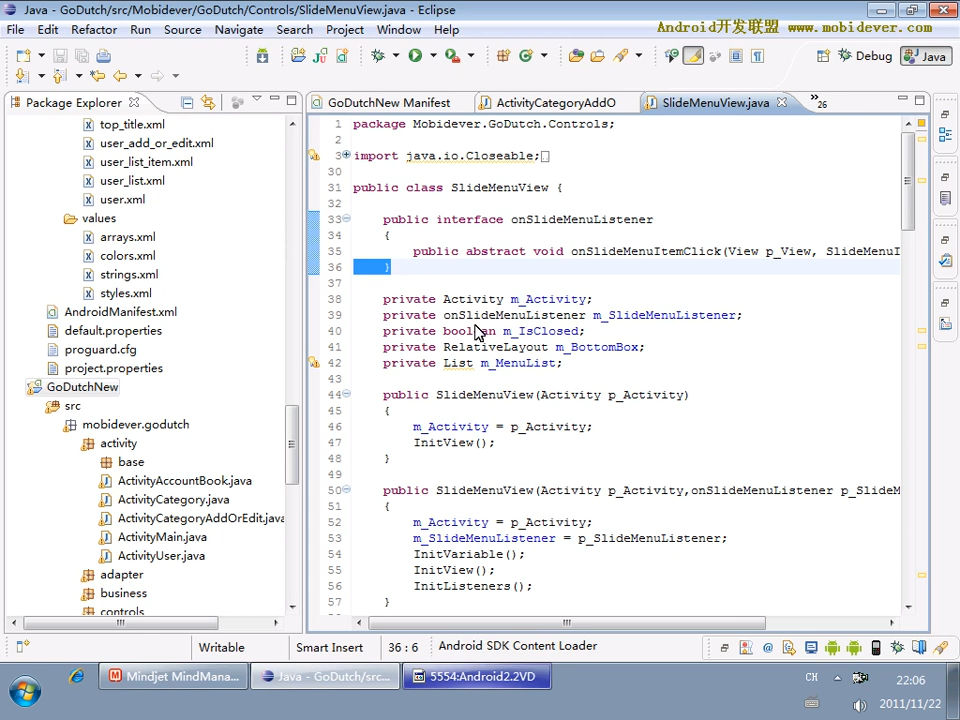 Java - GoDutch/src/Mobidever/GoDutch/Controls/SlideMenuView.java - Eclipse
File Edit Refactor Run Source Navigate Search Project Window Help
Android开发联盟 www.mobidever.com
Debug Java
Package Explorer
GoDutchNew Manifest ActivityCategoryAddO SlideMenuView.java »26
top_title.xml
user_add_or_edit.xml
user_list_item.xml
user_list.xml
user.xml
values
arrays.xml
colors.xml
strings.xml
styles.xml
AndroidManifest.xml
default.properties
proguard.cfg
project.properties
GoDutchNew
src
mobidever.godutch
activity
base
ActivityAccountBook.java
ActivityCategory.java
ActivityCategoryAddOrEdit.java
ActivityMain.java
ActivityUser.java
adapter
business
controls
1 package Mobidever.GoDutch.Controls;
2
3 import java.io.Closeable;
30
31 public class SlideMenuView {
32
33 public interface onSlideMenuListener
34 {
35 public abstract void onSlideMenuItemClick(View p_View, SlideMenuI
36 }
37
38 private Activity m_Activity;
39 private onSlideMenuListener m_SlideMenuListener;
40 private boolean m_IsClosed;
41 private RelativeLayout m_BottomBox;
42 private List m_MenuList;
43
44 public SlideMenuView(Activity p_Activity)
45 {
46 m_Activity = p_Activity;
47 InitView();
48 }
49
50 public SlideMenuView(Activity p_Activity,onSlideMenuListener p_SlideM
51 {
52 m_Activity = p_Activity;
53 m_SlideMenuListener = p_SlideMenuListener;
54 InitVariable();
55 InitView();
56 InitListeners();
57 }
Writable Smart Insert 36 : 6 Android SDK Content Loader
Mindjet MindMana... Java - GoDutch/src... 5554:Android2.2VD CH 22:06
2011/11/22